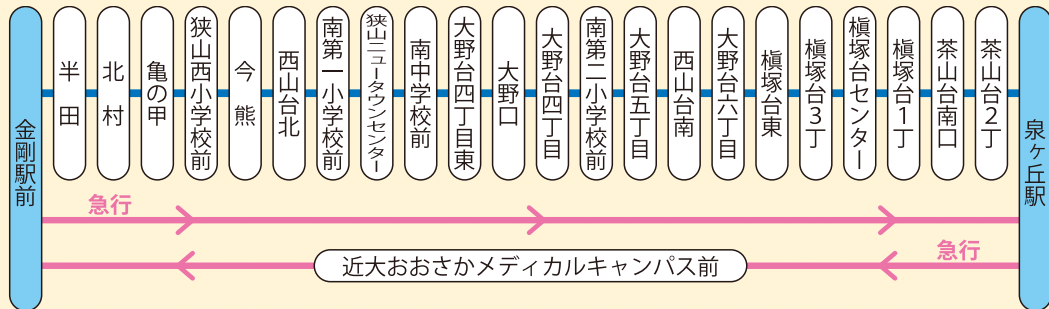 金剛駅前
半田
北村
亀の甲
狭山西小学校前
今熊
西山台北
南第一小学校前
狭山ニュータウンセンター
南中学校前
大野台四丁目東
大野口
大野台四丁目
南第二小学校前
大野台五丁目
西山台南
大野台六丁目
槇塚台東
槇塚台3丁
槇塚台センター
槇塚台1丁
茶山台南口
茶山台2丁
泉ヶ丘駅
急行
急行
近大おおさかメディカルキャンパス前